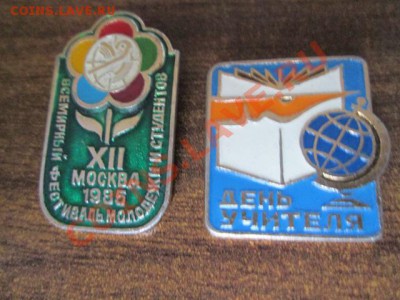 COINS.LAVE.RU
ВСЕМИРНЫЙ ФЕСТИВАЛЬ МОЛОДЕЖИ И СТУДЕНТОВ
XII
МОСКВА
1985
ДЕНЬ
УЧИТЕЛЯ